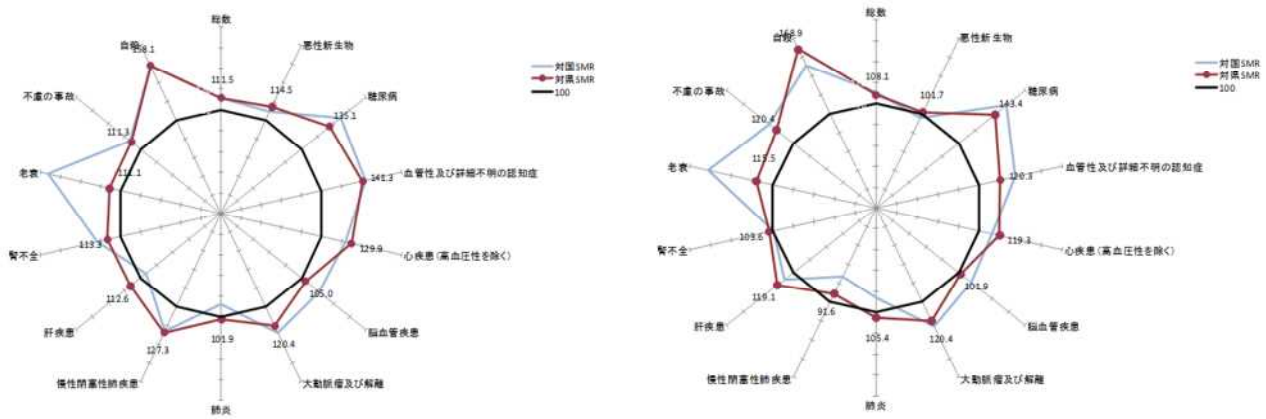 総数
悪性新生物
糖尿病
血管性及び詳細不明の認知症
心疾患(高血圧性を除く)
脳血管疾患
大動脈瘤及び解離
肺炎
慢性閉塞性肺疾患
肝疾患
腎不全
老衰
不慮の事故
自殺
111.5
114.5
135.1
141.3
129.9
105.0
120.4
101.9
127.3
112.6
113.3
111.1
111.3
158.1
対国SMR
対県SMR
100
総数
悪性新生物
糖尿病
血管性及び詳細不明の認知症
心疾患(高血圧性を除く)
脳血管疾患
大動脈瘤及び解離
肺炎
慢性閉塞性肺疾患
肝疾患
腎不全
老衰
不慮の事故
自殺
108.1
101.7
143.4
120.3
119.3
101.9
120.4
105.4
91.6
119.1
115.5
120.4
168.9
対国SMR
対県SMR
100